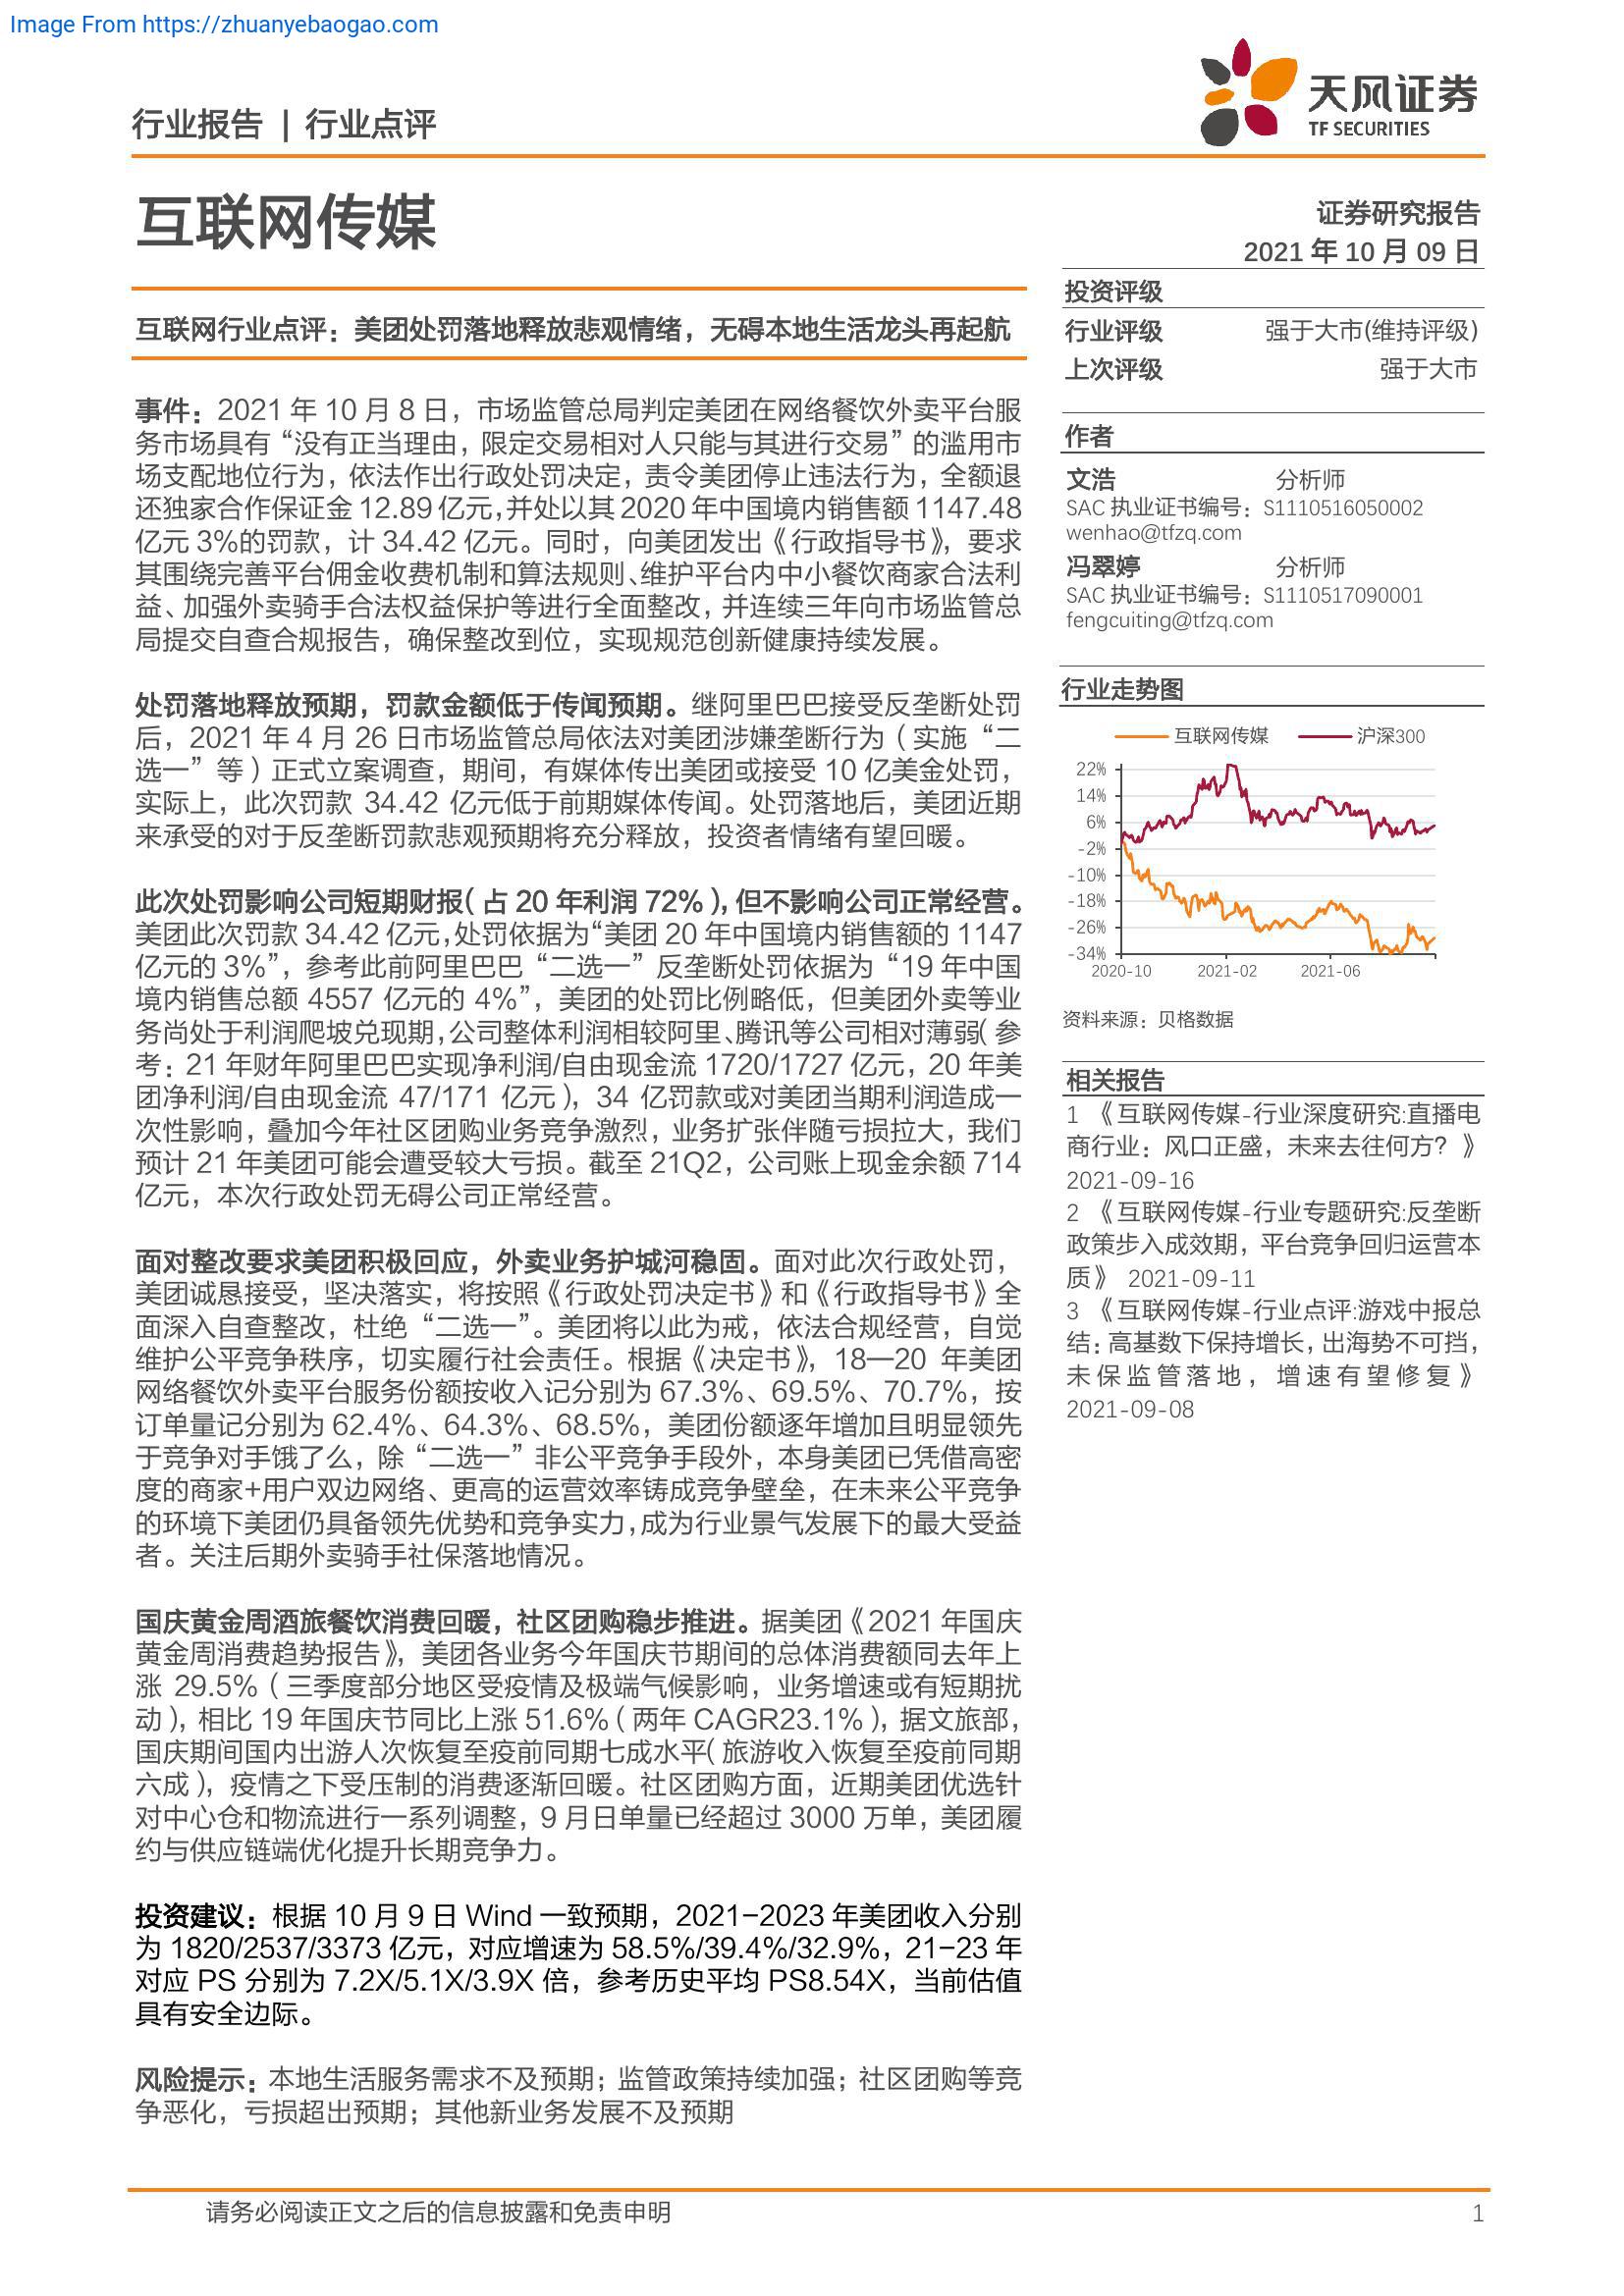 Image From https://zhuanyebaogao.com
行业报告 | 行业点评
天风证券
TF SECURITIES
互联网传媒
证券研究报告
2021 年 10 月 09 日
互联网行业点评：美团处罚落地释放悲观情绪，无碍本地生活龙头再起航
事件：2021 年 10 月 8 日，市场监管总局判定美团在网络餐饮外卖平台服
务市场具有“没有正当理由，限定交易相对人只能与其进行交易”的滥用市
场支配地位行为，依法作出行政处罚决定，责令美团停止违法行为，全额退
还独家合作保证金 12.89 亿元，并处以其 2020 年中国境内销售额 1147.48
亿元 3%的罚款，计 34.42 亿元。同时，向美团发出《行政指导书》，要求
其围绕完善平台佣金收费机制和算法规则、维护平台内中小餐饮商家合法利
益、加强外卖骑手合法权益保护等进行全面整改，并连续三年向市场监管总
局提交自查合规报告，确保整改到位，实现规范创新健康持续发展。
处罚落地释放预期，罚款金额低于传闻预期。继阿里巴巴接受反垄断处罚
后，2021 年 4 月 26 日市场监管总局依法对美团涉嫌垄断行为（实施“二
选一”等）正式立案调查，期间，有媒体传出美团或接受 10 亿美金处罚，
实际上，此次罚款 34.42 亿元低于前期媒体传闻。处罚落地后，美团近期
来承受的对于反垄断罚款悲观预期将充分释放，投资者情绪有望回暖。
此次处罚影响公司短期财报（占 20 年利润 72%），但不影响公司正常经营。
美团此次罚款 34.42 亿元，处罚依据为“美团 20 年中国境内销售额的 1147
亿元的 3%”，参考此前阿里巴巴“二选一”反垄断处罚依据为“19 年中国
境内销售总额 4557 亿元的 4%”，美团的处罚比例略低，但美团外卖等业
务尚处于利润爬坡兑现期，公司整体利润相较阿里、腾讯等公司相对薄弱（参
考：21 年财年阿里巴巴实现净利润/自由现金流 1720/1727 亿元，20 年美
团净利润/自由现金流 47/171 亿元），34 亿罚款或对美团当期利润造成一
次性影响，叠加今年社区团购业务竞争激烈，业务扩张伴随亏损拉大，我们
预计 21 年美团可能会遭受较大亏损。截至 21Q2，公司账上现金余额 714
亿元，本次行政处罚无碍公司正常经营。
面对整改要求美团积极回应，外卖业务护城河稳固。面对此次行政处罚，
美团诚恳接受，坚决落实，将按照《行政处罚决定书》和《行政指导书》全
面深入自查整改，杜绝“二选一”。美团将以此为戒，依法合规经营，自觉
维护公平竞争秩序，切实履行社会责任。根据《决定书》，18—20 年美团
网络餐饮外卖平台服务份额按收入记分别为 67.3%、69.5%、70.7%，按
订单量记分别为 62.4%、64.3%、68.5%，美团份额逐年增加且明显领先
于竞争对手饿了么，除“二选一”非公平竞争手段外，本身美团已凭借高密
度的商家+用户双边网络、更高的运营效率铸成竞争壁垒，在未来公平竞争
的环境下美团仍具备领先优势和竞争实力，成为行业景气发展下的最大受益
者。关注后期外卖骑手社保落地情况。
国庆黄金周酒旅餐饮消费回暖，社区团购稳步推进。据美团《2021 年国庆
黄金周消费趋势报告》，美团各业务今年国庆节期间的总体消费额同去年上
涨 29.5%（三季度部分地区受疫情及极端气候影响，业务增速或有短期扰
动），相比 19 年国庆节同比上涨 51.6%（两年 CAGR23.1%），据文旅部，
国庆期间国内出游人次恢复至疫前同期七成水平（旅游收入恢复至疫前同期
六成），疫情之下受压制的消费逐渐回暖。社区团购方面，近期美团优选针
对中心仓和物流进行一系列调整，9 月日单量已经超过 3000 万单，美团履
约与供应链端优化提升长期竞争力。
投资建议：根据 10 月 9 日 Wind 一致预期，2021-2023 年美团收入分别
为 1820/2537/3373 亿元，对应增速为 58.5%/39.4%/32.9%，21-23 年
对应 PS 分别为 7.2X/5.1X/3.9X 倍，参考历史平均 PS8.54X，当前估值
具有安全边际。
风险提示：本地生活服务需求不及预期；监管政策持续加强；社区团购等竞
争恶化，亏损超出预期；其他新业务发展不及预期
投资评级
行业评级 强于大市(维持评级)
上次评级 强于大市
作者
文浩 分析师
SAC 执业证书编号：S1110516050002
wenhao@tfzq.com
冯翠婷 分析师
SAC 执业证书编号：S1110517090001
fengcuiting@tfzq.com
行业走势图
互联网传媒 沪深300
22%
14%
6%
-2%
-10%
-18%
-26%
-34%
2020-10 2021-02 2021-06
资料来源：贝格数据
相关报告
1 《互联网传媒-行业深度研究:直播电
商行业：风口正盛，未来去往何方？》
2021-09-16
2 《互联网传媒-行业专题研究:反垄断
政策步入成效期，平台竞争回归运营本
质》 2021-09-11
3 《互联网传媒-行业点评:游戏中报总
结：高基数下保持增长，出海势不可挡，
未保监管落地，增速有望修复》
2021-09-08
请务必阅读正文之后的信息披露和免责申明 1